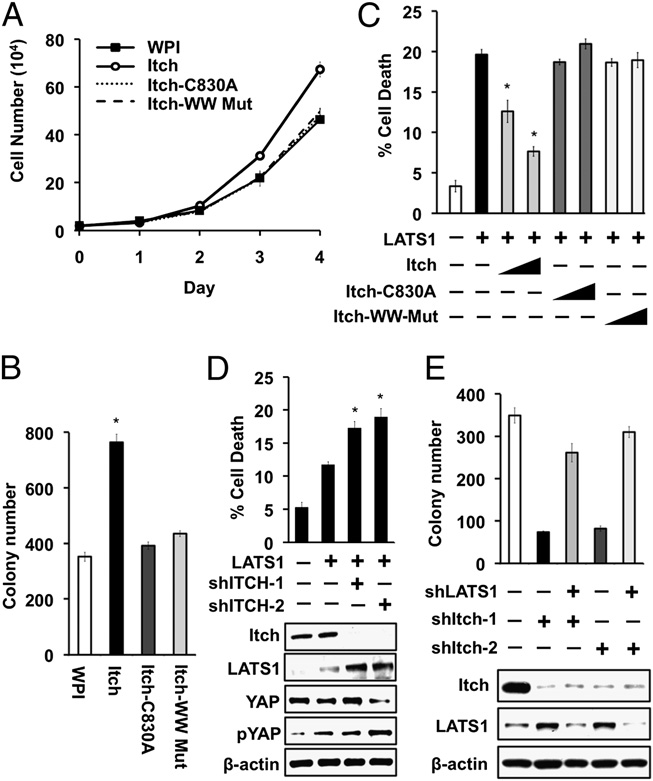 A
Cell Number (10⁴)
80
60
40
20
0
0 1 2 3 4
Day
WPI
Itch
Itch-C830A
Itch-WW Mut
C
% Cell Death
25
20
15
10
5
0
* *
LATS1 – + + + + + + +
Itch – – – – – –
Itch-C830A – – – – – –
Itch-WW-Mut – – – – – –
B
Colony number
800
600
400
200
0
*
WPI Itch Itch-C830A Itch-WW Mut
D
% Cell Death
25
20
15
10
5
0
* *
LATS1 – + + +
shITCH-1 – – + –
shITCH-2 – – – +
Itch
LATS1
YAP
pYAP
β-actin
E
Colony number
400
300
200
100
0
shLATS1 – – + – +
shItch-1 – + + – –
shItch-2 – – – + +
Itch
LATS1
β-actin